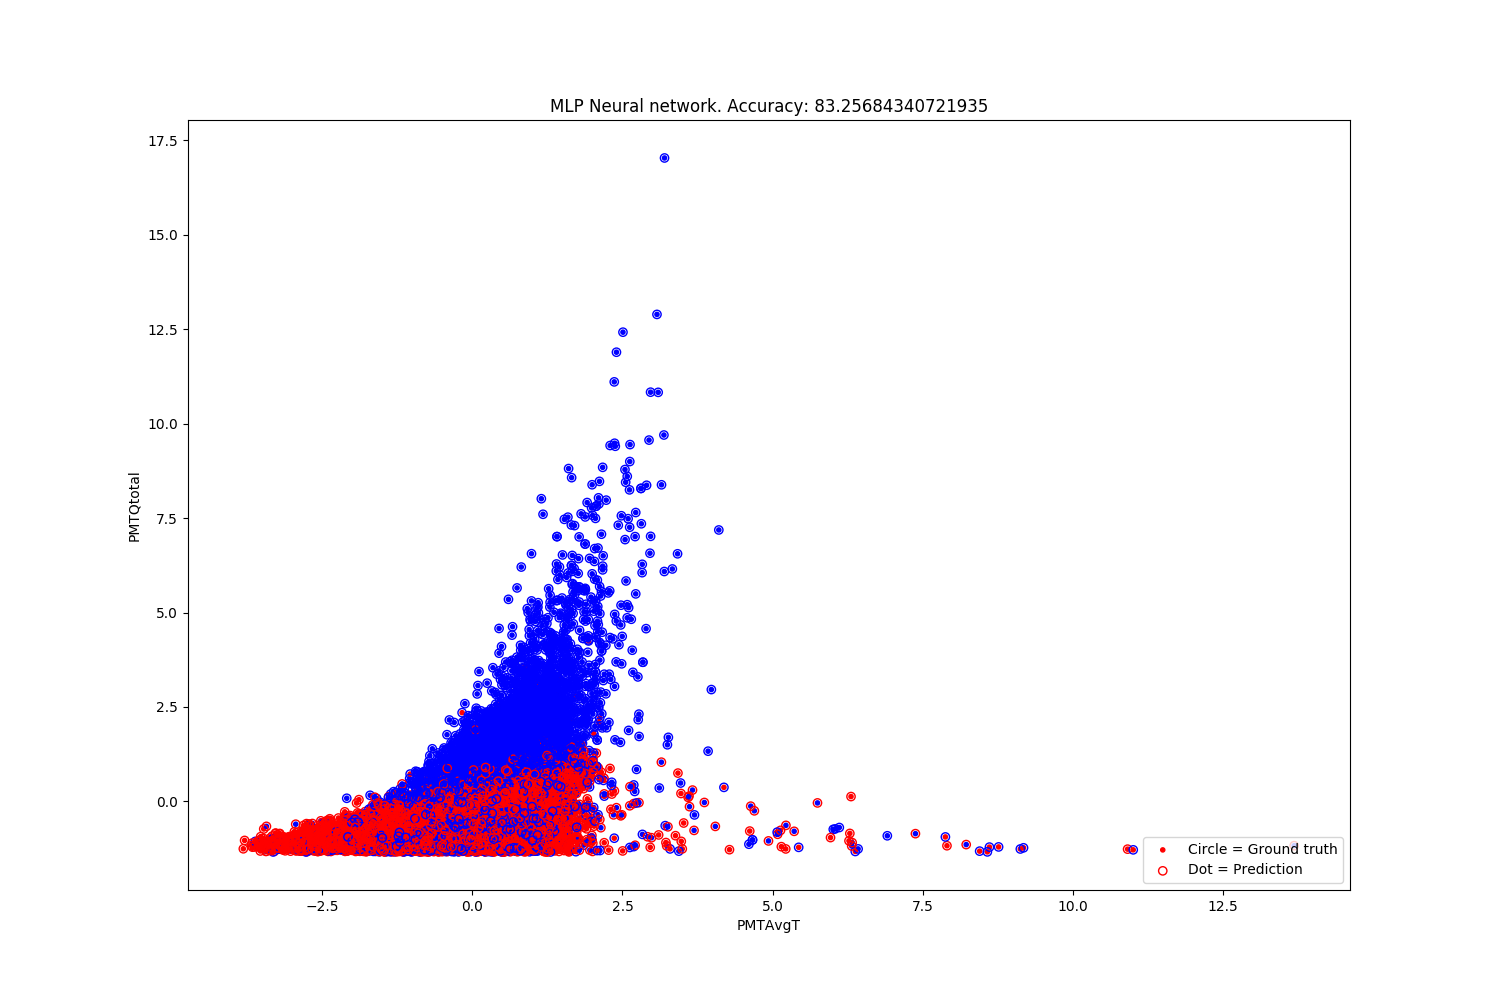 MLP Neural network. Accuracy: 83.25684340721935
17.5
15.0
12.5
10.0
7.5
5.0
2.5
0.0
PMTQtotal
Circle = Ground truth
Dot = Prediction
−2.5 0.0 2.5 5.0 7.5 10.0 12.5
PMTAvgT